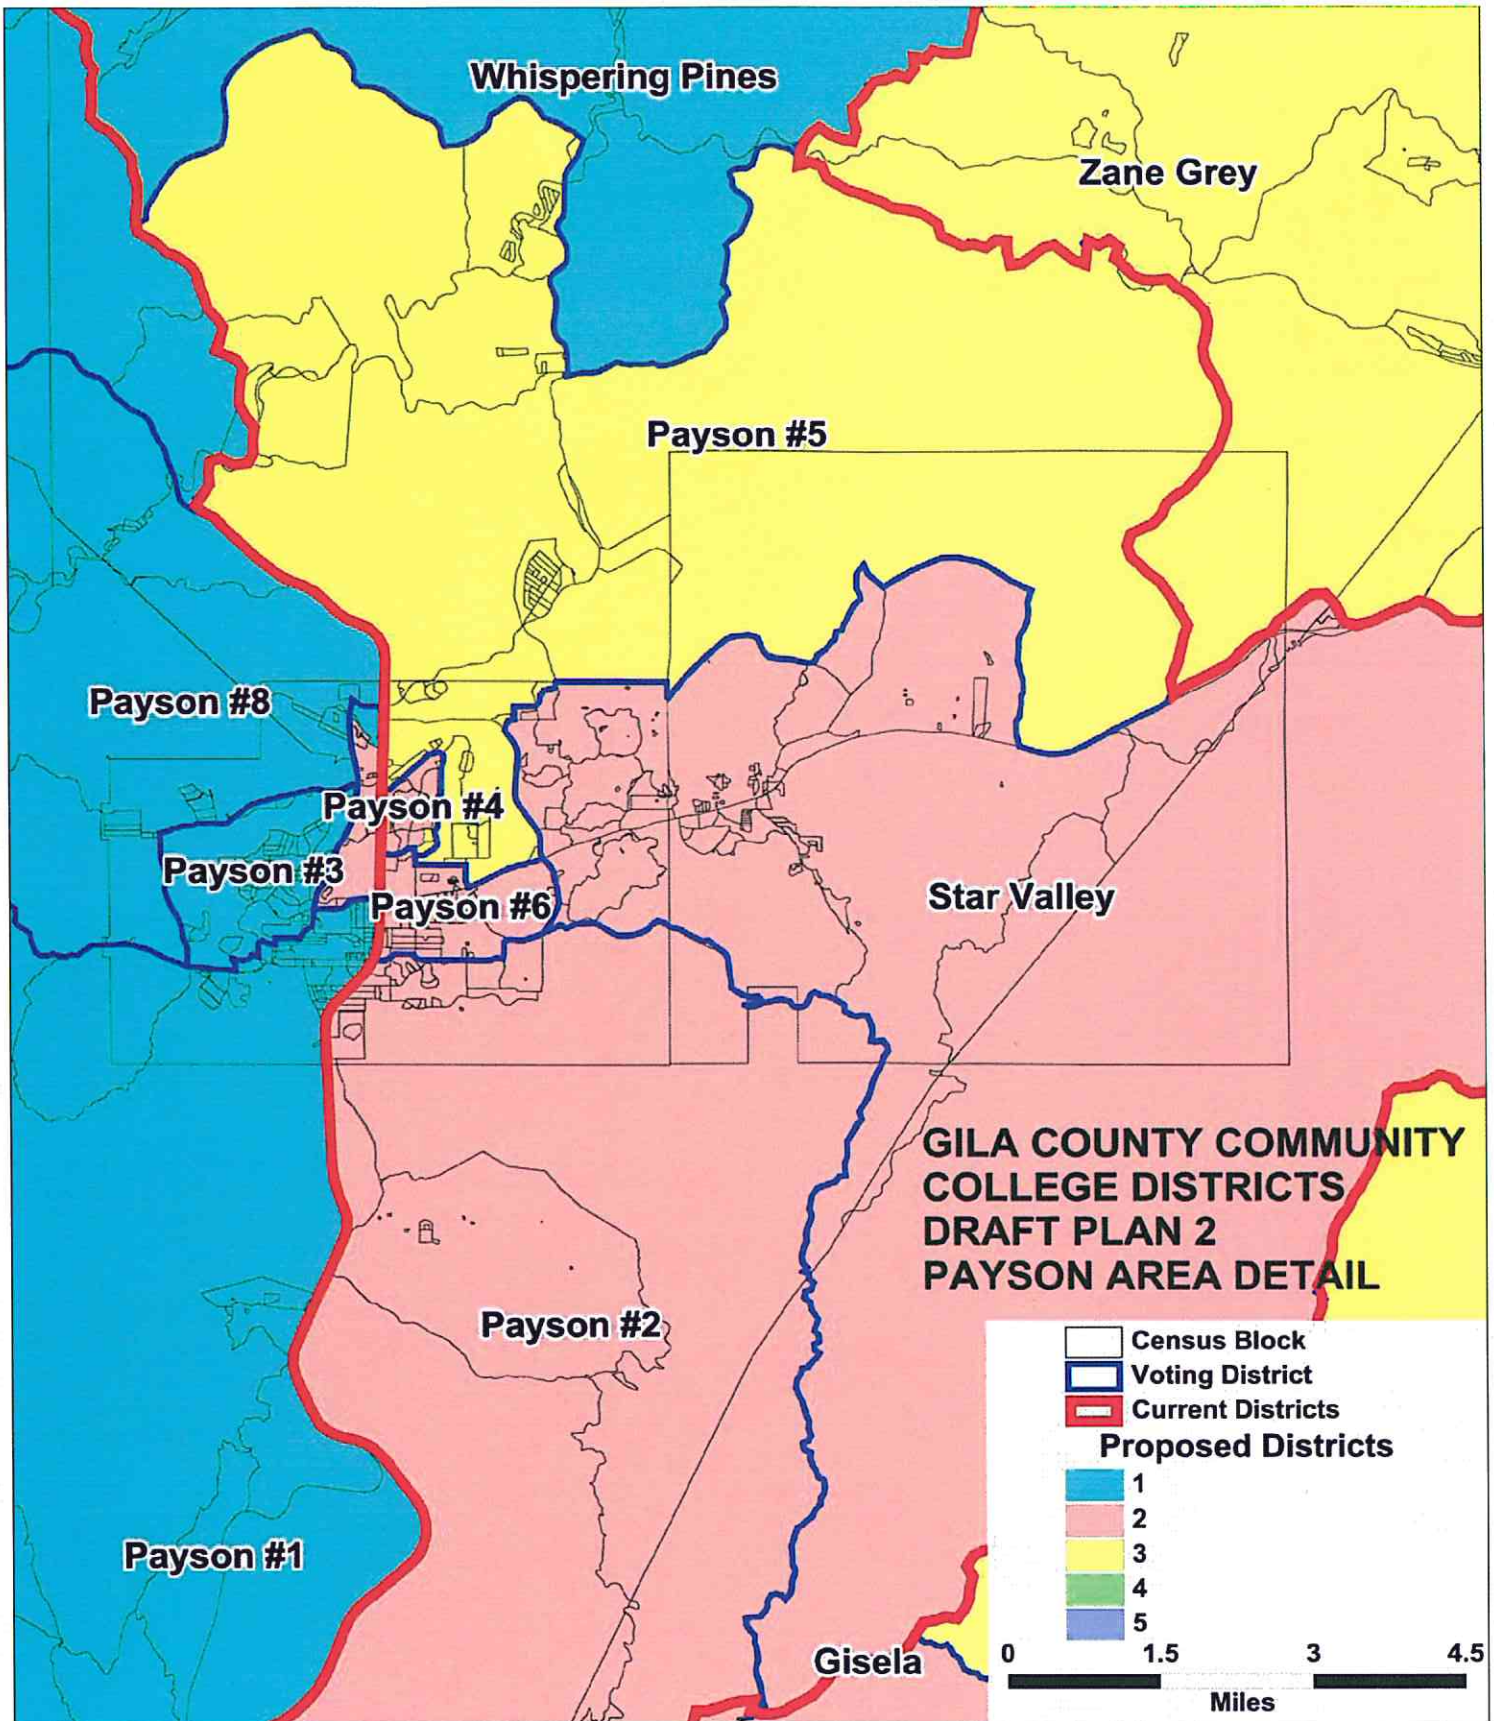 Whispering Pines
Zane Grey
Payson #5
Payson #8
Payson #4
Payson #3
Payson #6
Star Valley
GILA COUNTY COMMUNITY
COLLEGE DISTRICTS
DRAFT PLAN 2
PAYSON AREA DETAIL
Payson #2
Payson #1
Gisela
Census Block
Voting District
Current Districts
Proposed Districts
1
2
3
4
5
0 1.5 3 4.5
Miles